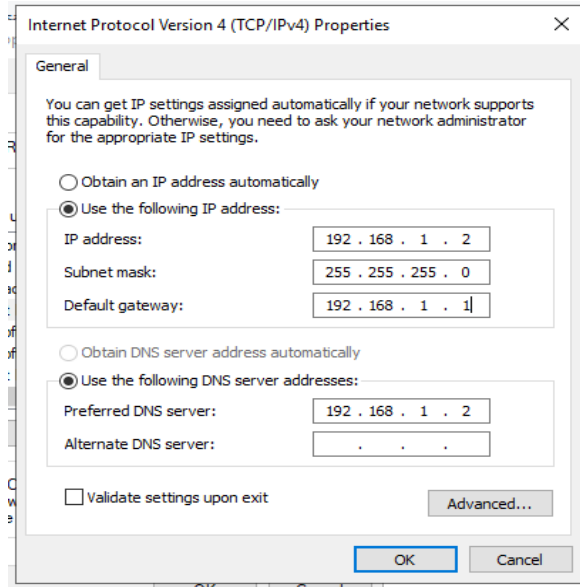 Internet Protocol Version 4 (TCP/IPv4) Properties
General
You can get IP settings assigned automatically if your network supports
this capability. Otherwise, you need to ask your network administrator
for the appropriate IP settings.
Obtain an IP address automatically
Use the following IP address:
IP address: 192 . 168 . 1 . 2
Subnet mask: 255 . 255 . 255 . 0
Default gateway: 192 . 168 . 1 . 1
Obtain DNS server address automatically
Use the following DNS server addresses:
Preferred DNS server: 192 . 168 . 1 . 2
Alternate DNS server: . . .
Validate settings upon exit
Advanced...
OK Cancel